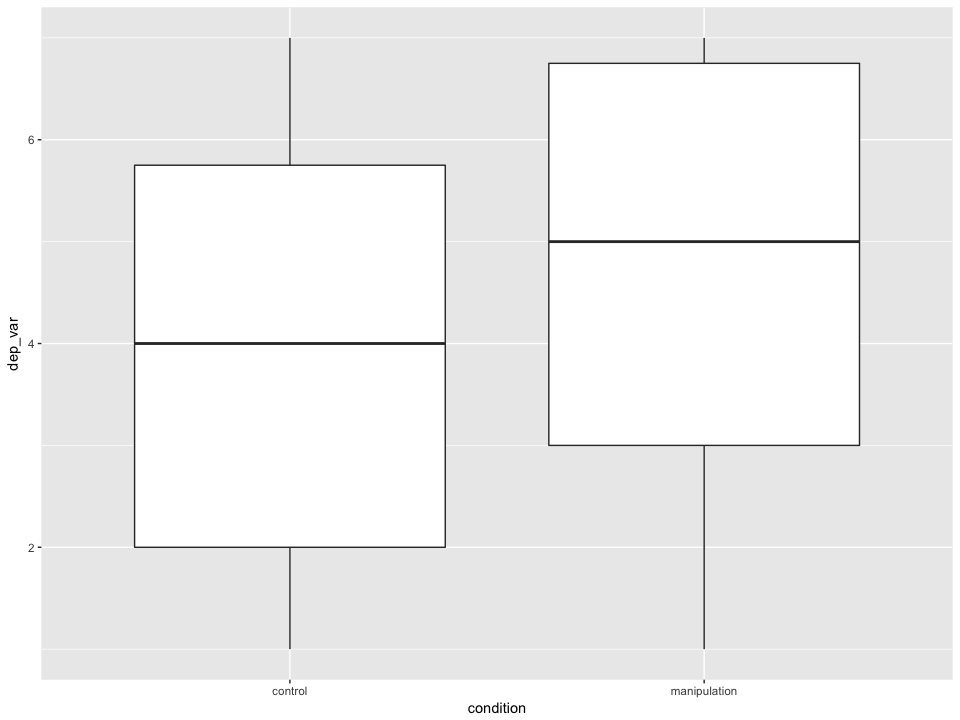 dep_var
6
4
2
control
manipulation
condition